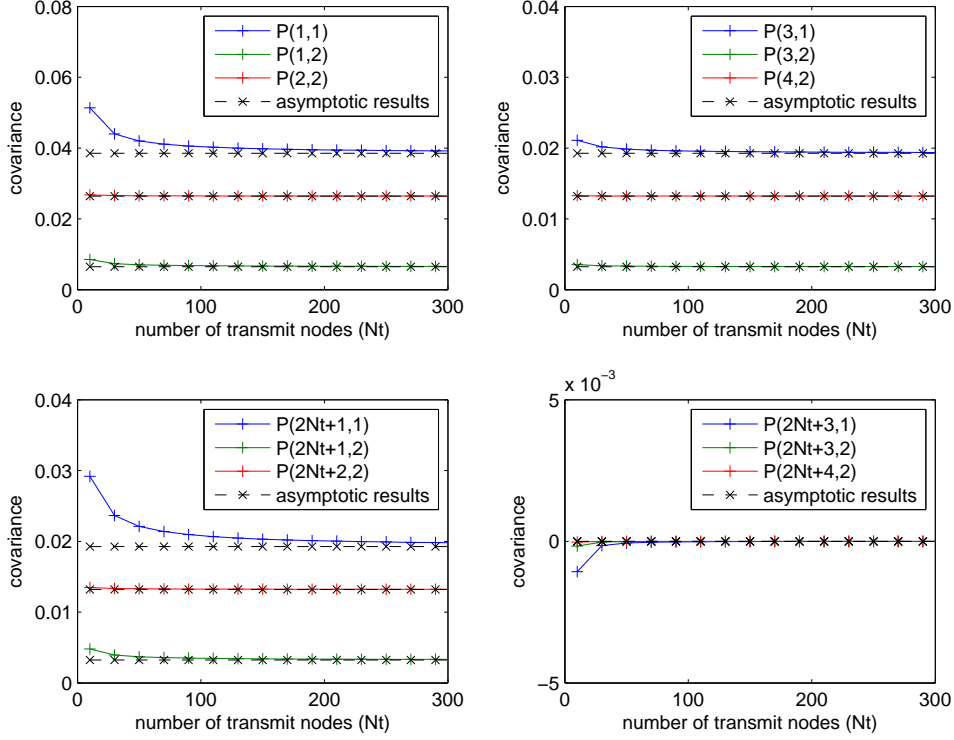 P(1,1)
P(1,2)
P(2,2)
asymptotic results
0.08
0.06
0.04
0.02
0
covariance
0
100
200
300
number of transmit nodes (Nt)
P(3,1)
P(3,2)
P(4,2)
asymptotic results
0.04
0.03
0.02
0.01
0
covariance
0
100
200
300
number of transmit nodes (Nt)
P(2Nt+1,1)
P(2Nt+1,2)
P(2Nt+2,2)
asymptotic results
0.04
0.03
0.02
0.01
0
covariance
0
100
200
300
number of transmit nodes (Nt)
x 10⁻³
P(2Nt+3,1)
P(2Nt+3,2)
P(2Nt+4,2)
asymptotic results
5
0
−5
covariance
0
100
200
300
number of transmit nodes (Nt)